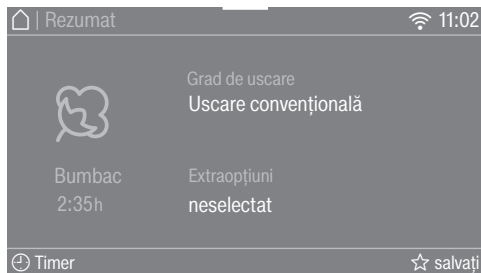 | Rezumat 11:02
Grad de uscare
Uscare convențională
Bumbac
2:35h
Extraopțiuni
neselectat
Timer salvați